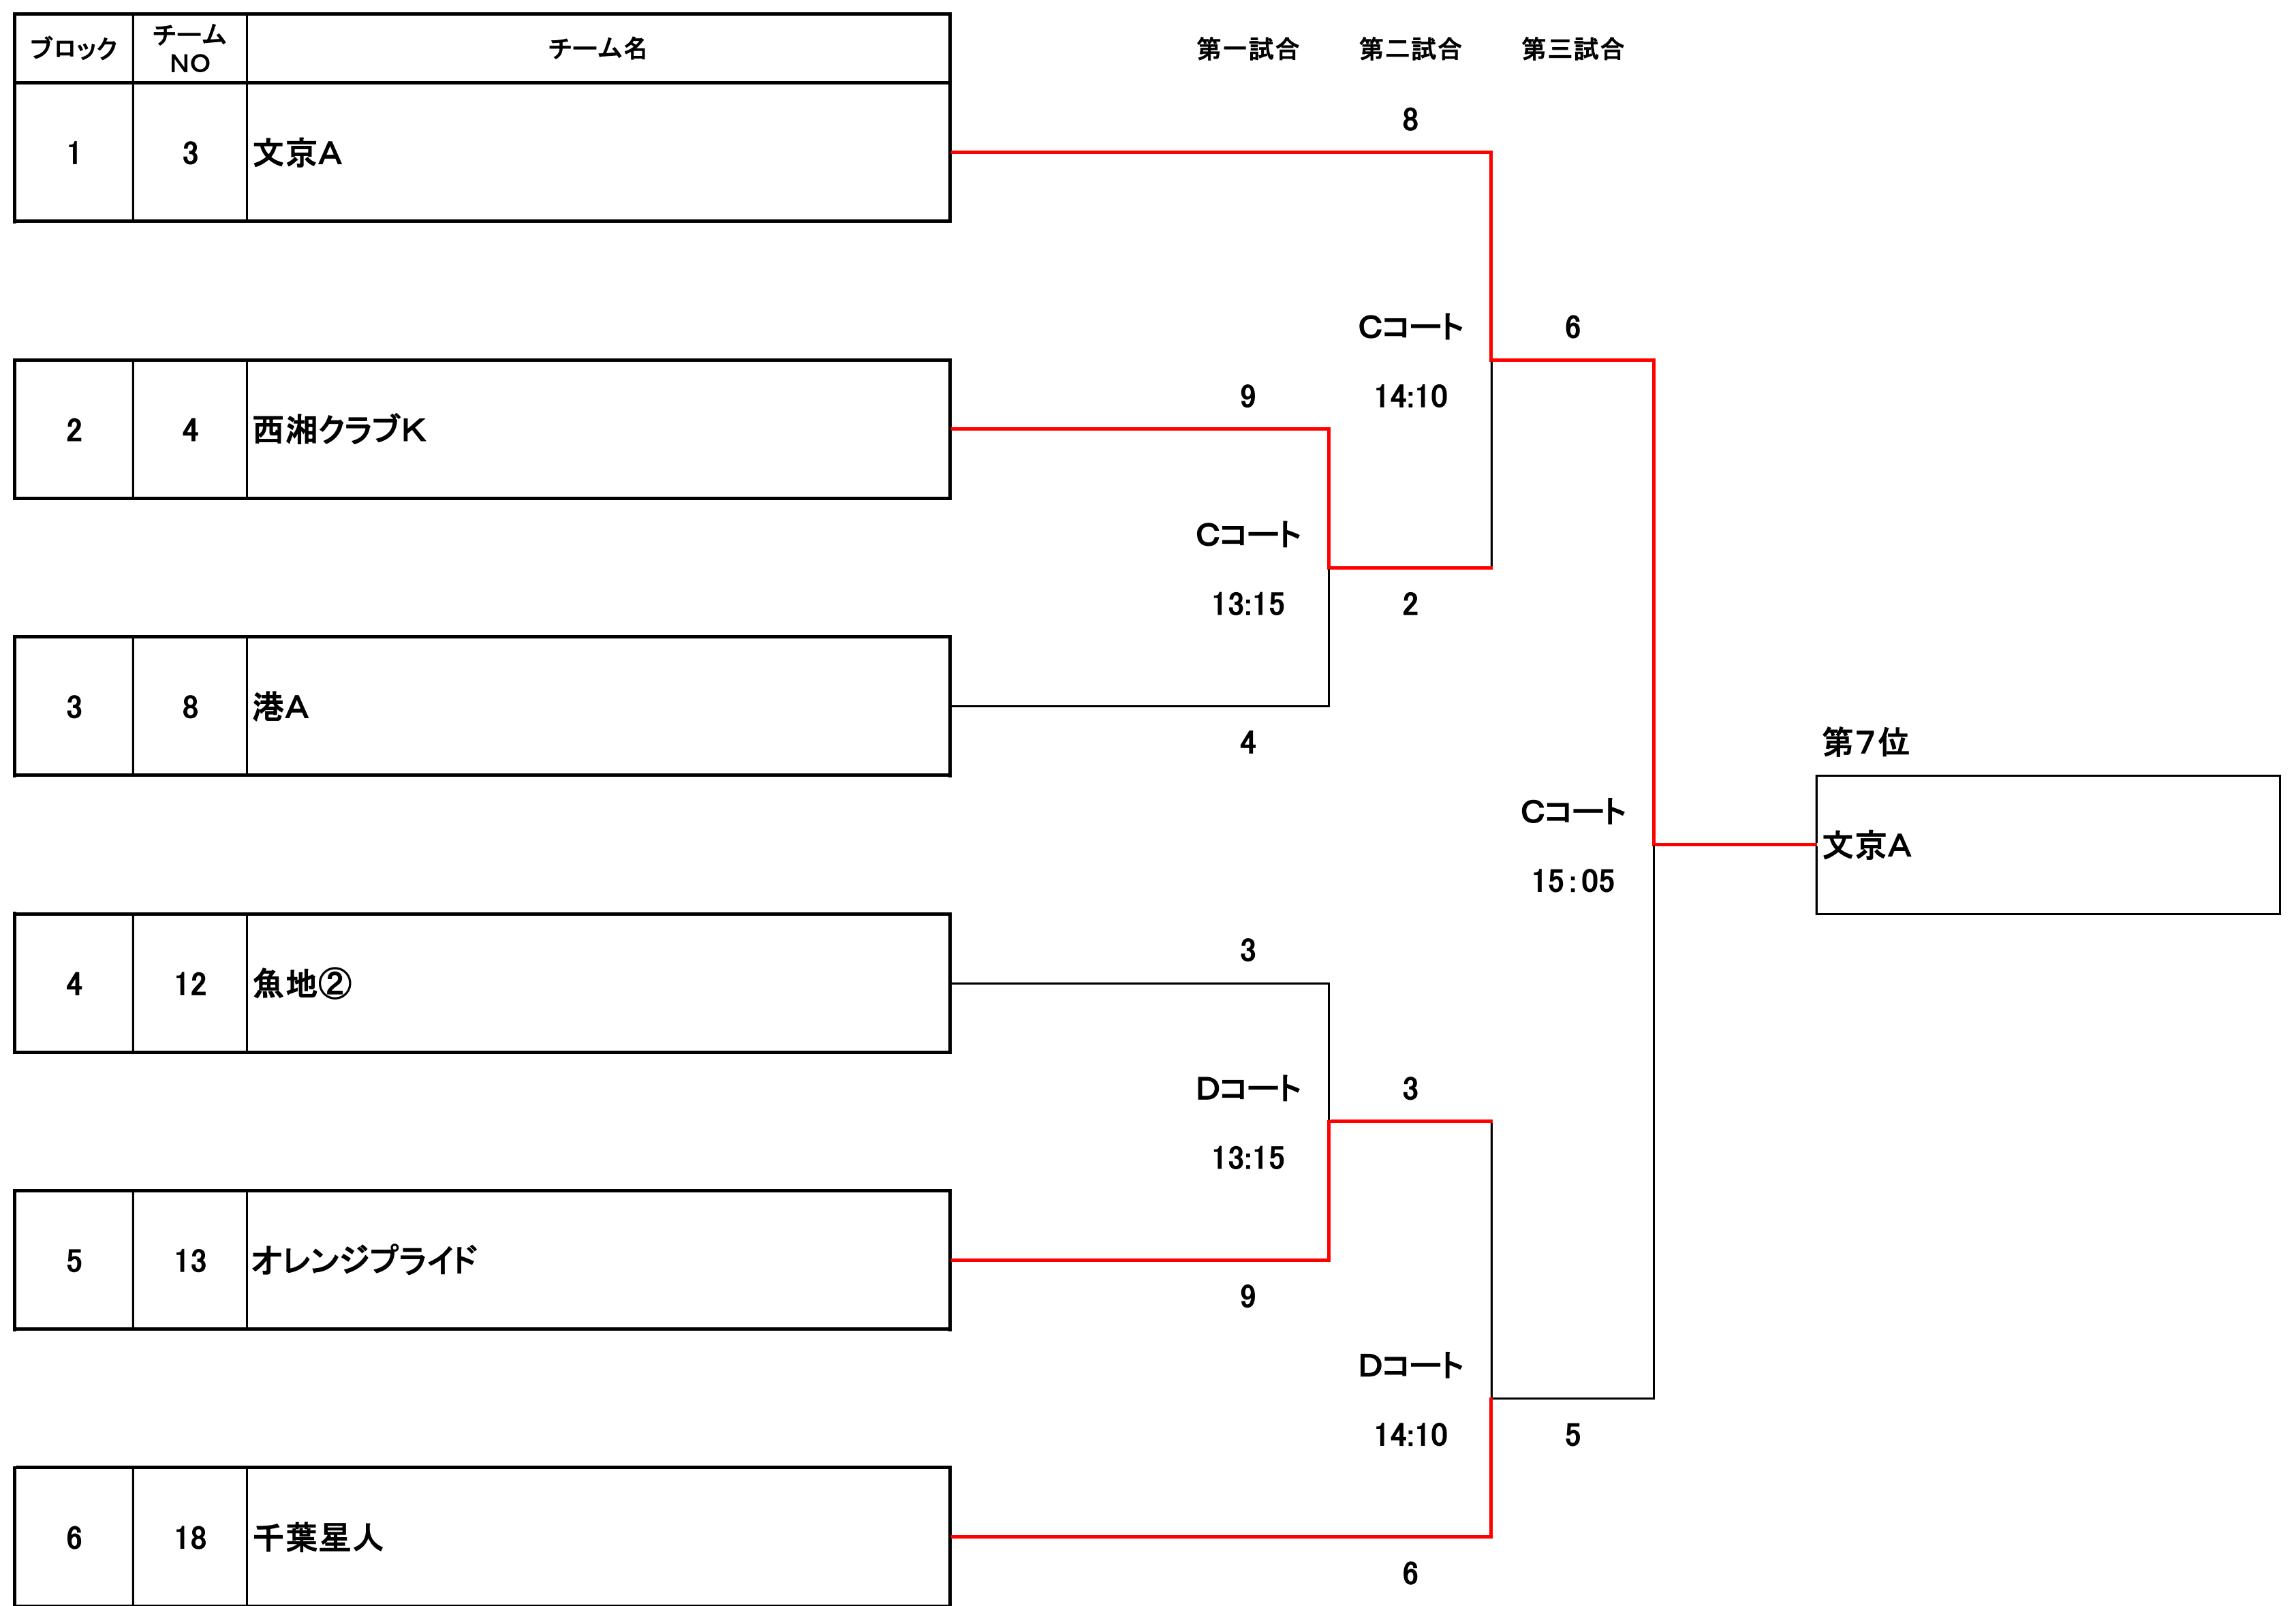 ブロック チームNO チーム名 第一試合 第二試合 第三試合
8
1 3 文京A
Cコート 6
9 14:10
2 4 西湘クラブK
Cコート
13:15 2
3 8 港A
4 第7位
Cコート
文京A
15:05
3
4 12 魚地②
Dコート 3
13:15
5 13 オレンジプライド
9
Dコート
14:10 5
6 18 千葉星人
6